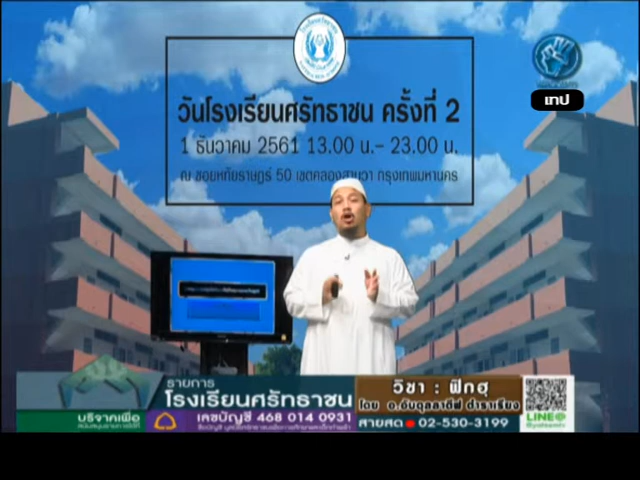 วันโรงเรียนศรัทธาชน ครั้งที่ 2
1 ธันวาคม 2561 13.00 น.- 23.00 น.
ณ ซอยหทัยราษฎร์ 50 เขตคลองสามวา กรุงเทพมหานคร
เทป
รายการ
โรงเรียนศรัทธาชน
วิชา : ฟิกฮฺ
โดย อ.อับดุลลาตีฟ ดำราเรียง
บริจาคเพื่อ
เลขบัญชี 468 014 0931
สายสด 02-530-3199
LINE@